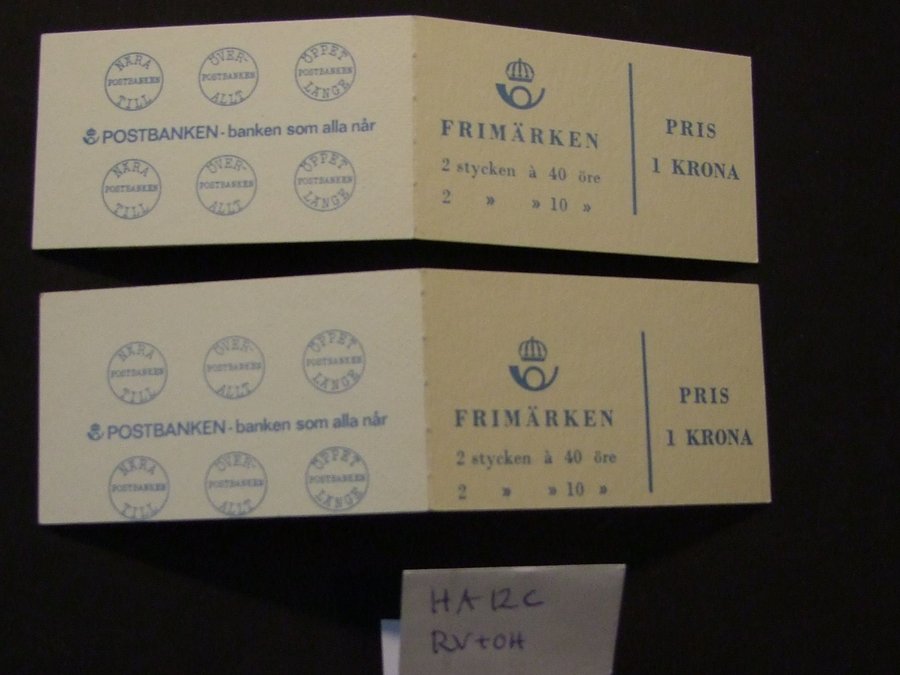 NÄRA POSTBANKEN TILL
ÖVER- POSTBANKEN ALLT
ÖPPET POSTBANKEN LÄNGE
POSTBANKEN - banken som alla når
NÄRA POSTBANKEN TILL
ÖVER- POSTBANKEN ALLT
ÖPPET POSTBANKEN LÄNGE
FRIMÄRKEN
2 stycken à 40 öre
2 » » 10 »
PRIS
1 KRONA
NÄRA POSTBANKEN TILL
ÖVER- POSTBANKEN ALLT
ÖPPET POSTBANKEN LÄNGE
POSTBANKEN - banken som alla når
NÄRA POSTBANKEN TILL
ÖVER- POSTBANKEN ALLT
ÖPPET POSTBANKEN LÄNGE
FRIMÄRKEN
2 stycken à 40 öre
2 » » 10 »
PRIS
1 KRONA
HA12C
RV+OH